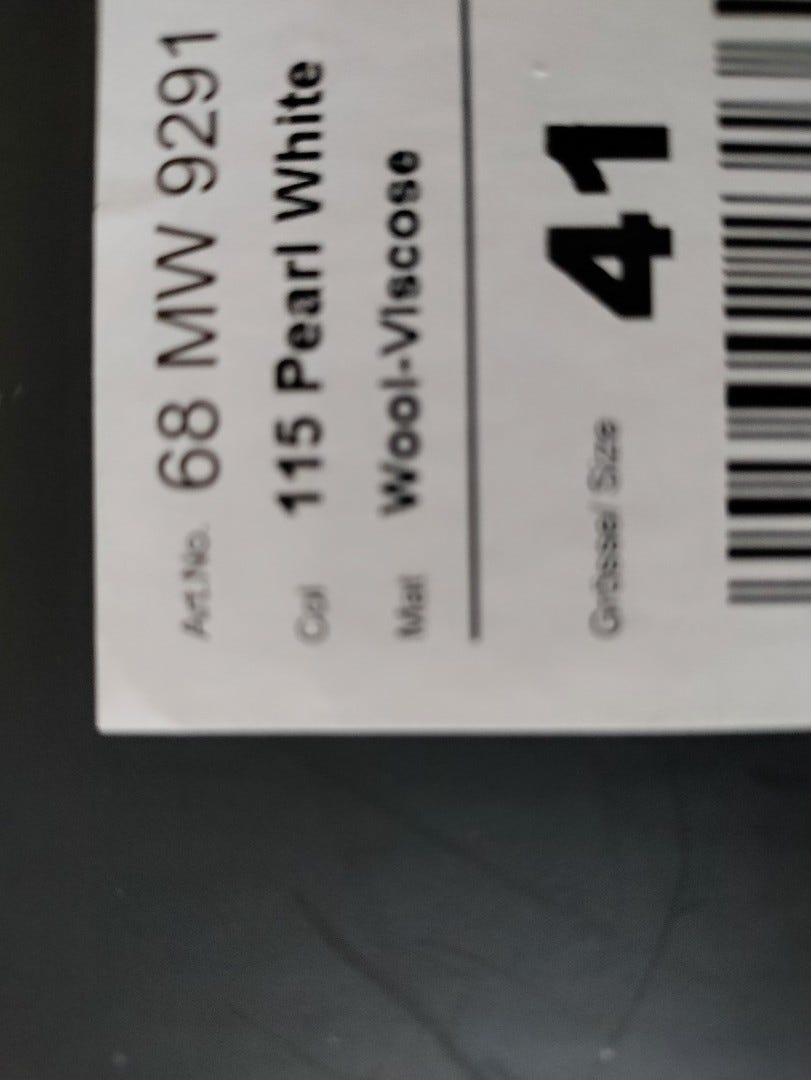 Art.No. 68 MW 9291
Col 115 Pearl White
Mat Wool-Viscose
Grösse/ Size 41